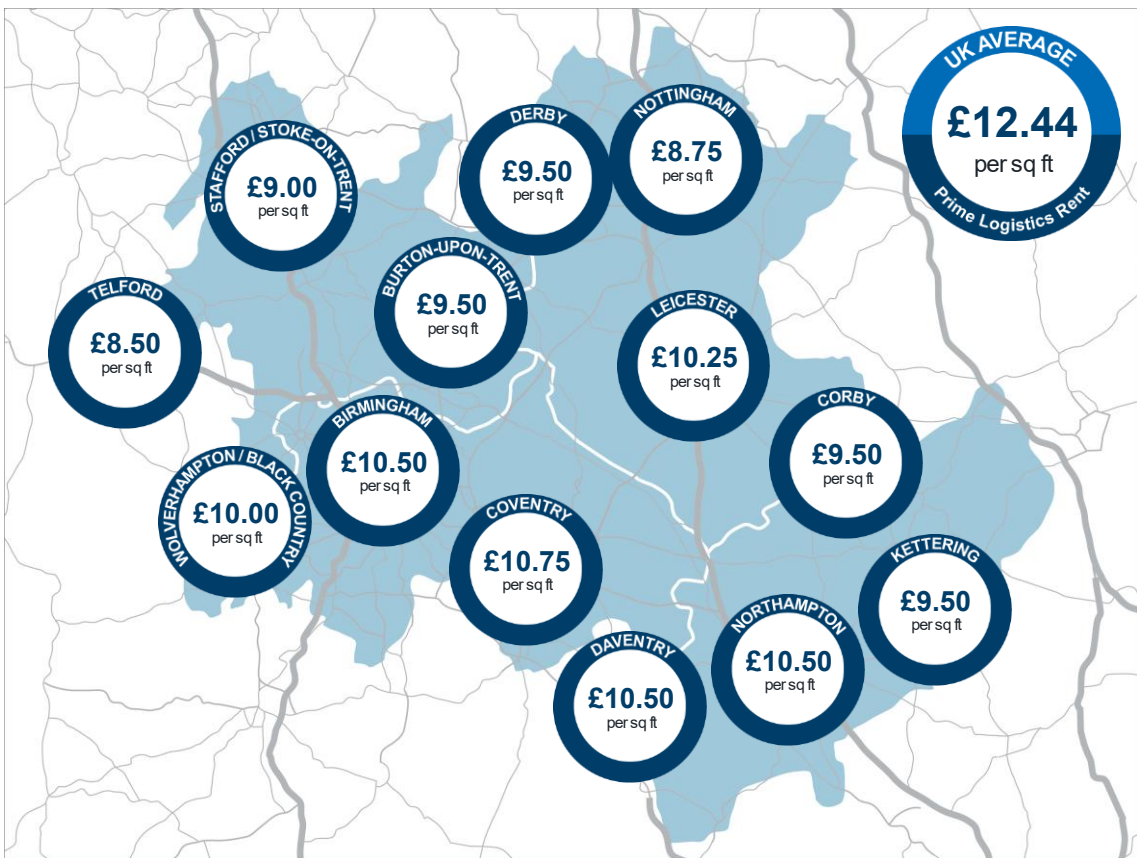 UK AVERAGE
£12.44
per sq ft
Prime Logistics Rent
STAFFORD / STOKE-ON-TRENT
£9.00
per sq ft
DERBY
£9.50
per sq ft
NOTTINGHAM
£8.75
per sq ft
TELFORD
£8.50
per sq ft
BURTON-UPON-TRENT
£9.50
per sq ft
LEICESTER
£10.25
per sq ft
BIRMINGHAM
£10.50
per sq ft
CORBY
£9.50
per sq ft
WOLVERHAMPTON / BLACK COUNTRY
£10.00
per sq ft
COVENTRY
£10.75
per sq ft
KETTERING
£9.50
per sq ft
DAVENTRY
£10.50
per sq ft
NORTHAMPTON
£10.50
per sq ft